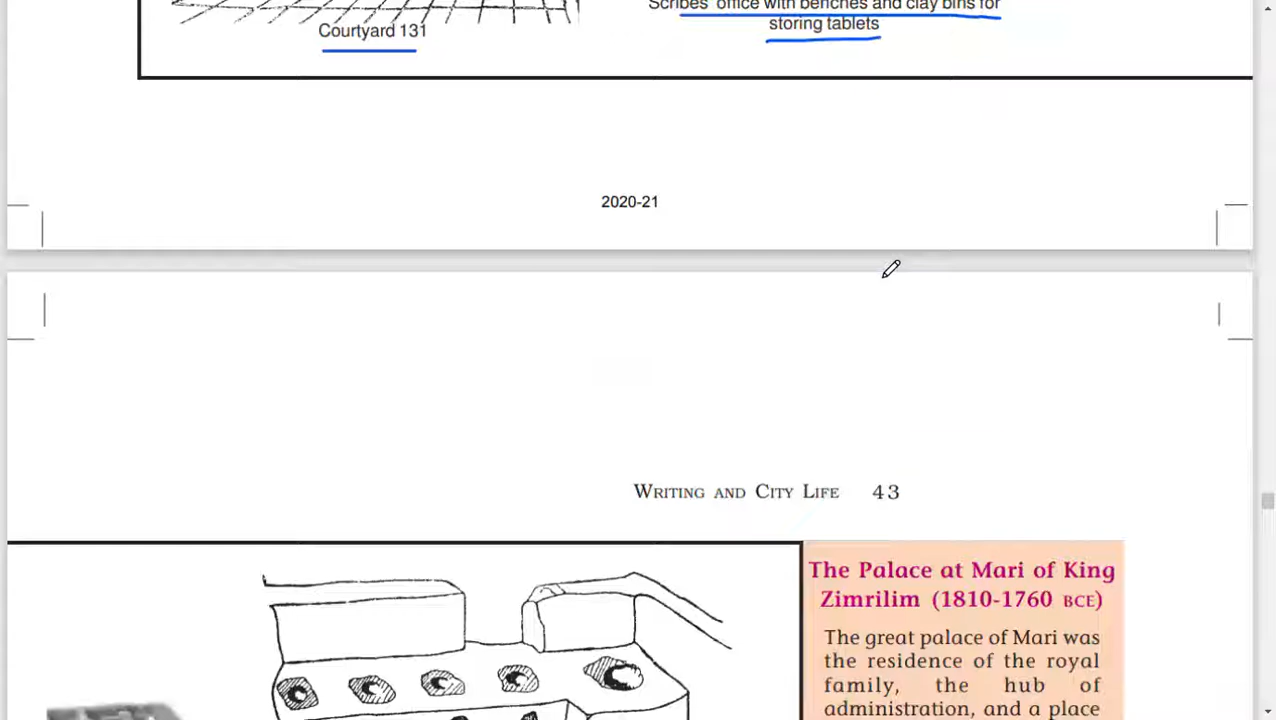 Scribes' office with benches and clay bins for
storing tablets
Courtyard 131
2020-21
WRITING AND CITY LIFE 43
The Palace at Mari of King
Zimrilim (1810-1760 BCE)
The great palace of Mari was
the residence of the royal
family, the hub of
administration, and a place